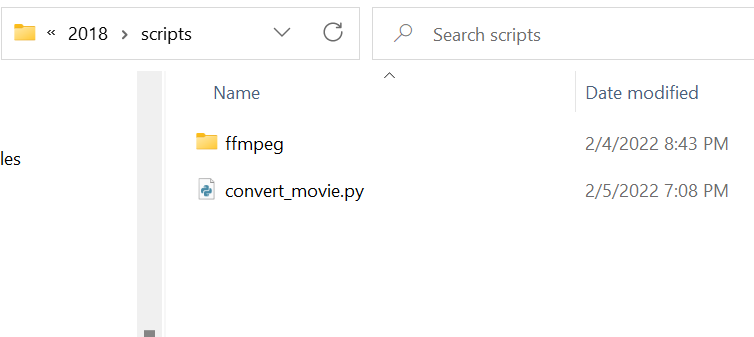 « 2018 › scripts
Search scripts
Name
Date modified
les
ffmpeg
2/4/2022 8:43 PM
convert_movie.py
2/5/2022 7:08 PM